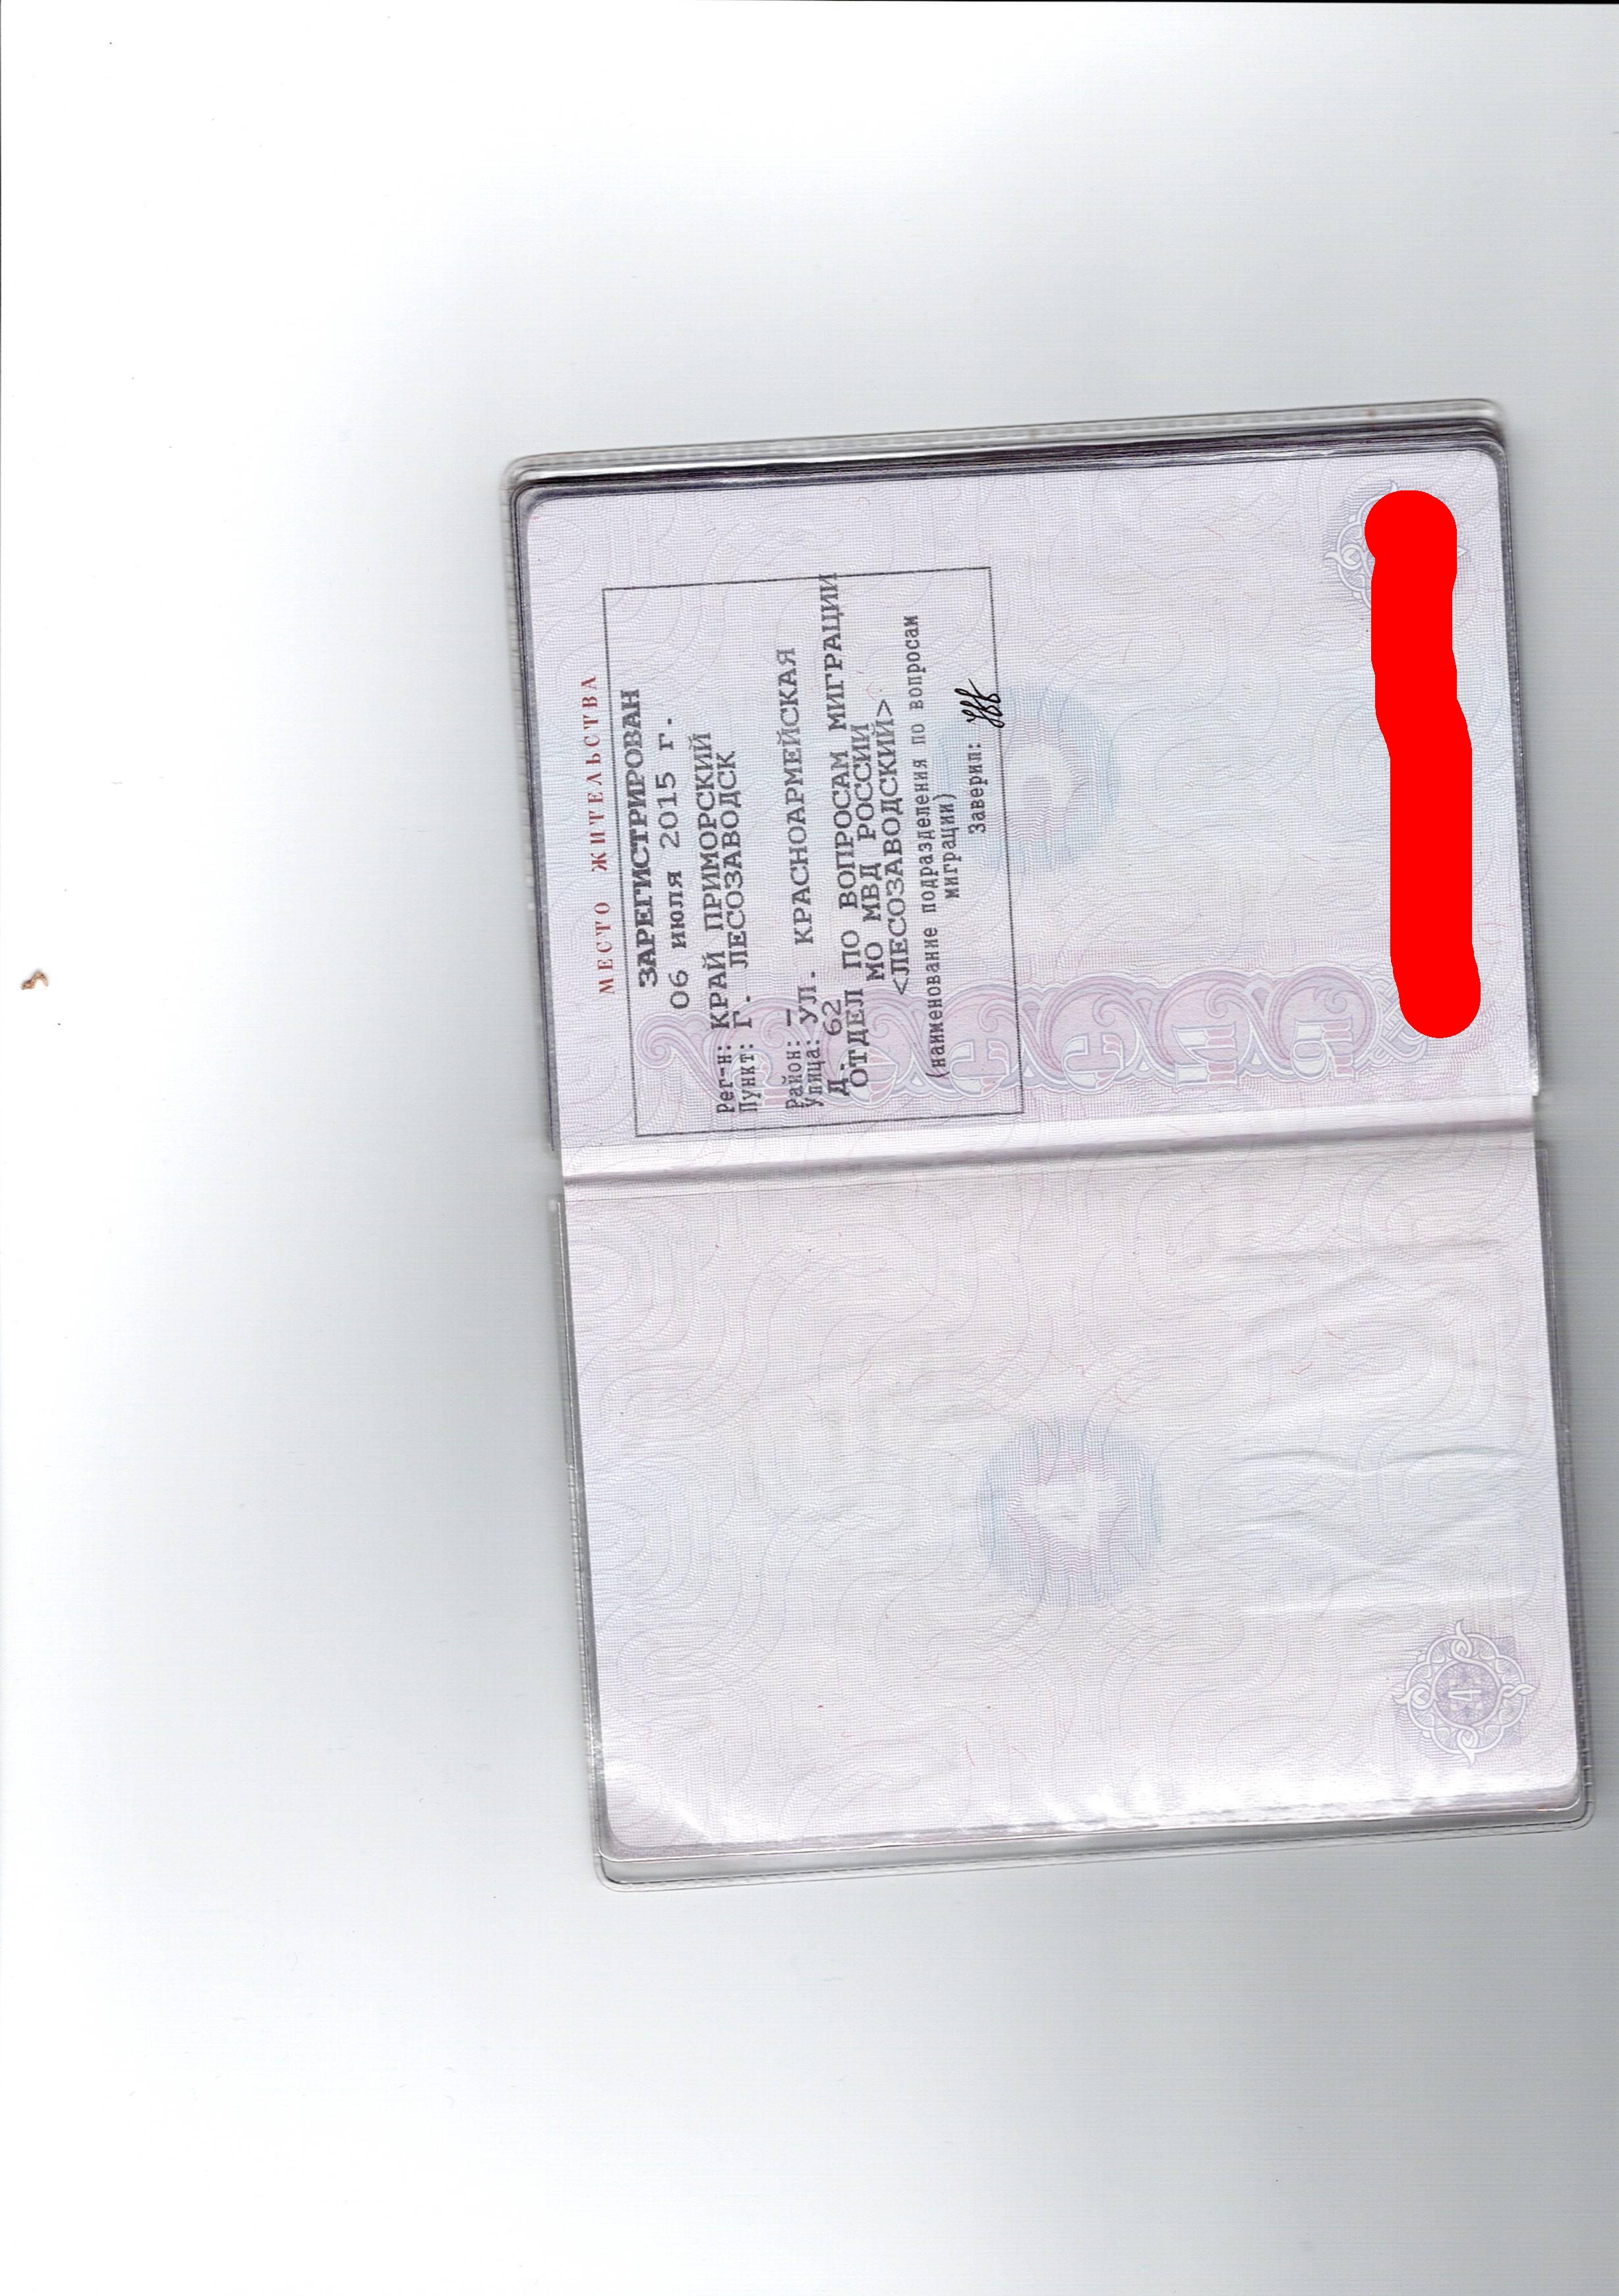 МЕСТО ЖИТЕЛЬСТВА
ЗАРЕГИСТРИРОВАН
06 июля 2015 г.
Рег-н: КРАЙ ПРИМОРСКИЙ
Пункт: Г. ЛЕСОЗАВОДСК
Район: –
Улица: УЛ. КРАСНОАРМЕЙСКАЯ
Д. 62
ОТДЕЛ ПО ВОПРОСАМ МИГРАЦИИ
МО МВД РОССИИ
<ЛЕСОЗАВОДСКИЙ>
(наименование подразделения по вопросам
миграции)
Заверил:
4